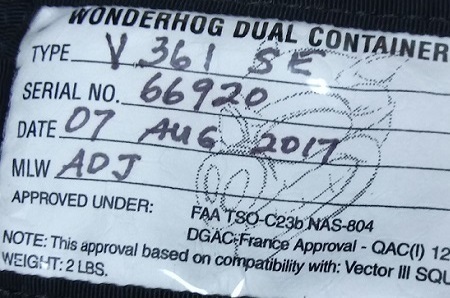 WONDERHOG DUAL CONTAINER
TYPE V 361 SE
SERIAL NO. 66920
DATE 07 AUG 2017
MLW ADJ
APPROVED UNDER: FAA TSO-C23b NAS-804
DGAC-France Approval - QAC(I) 12
NOTE: This approval based on compatibility with: Vector III SQU
WEIGHT: 2 LBS.